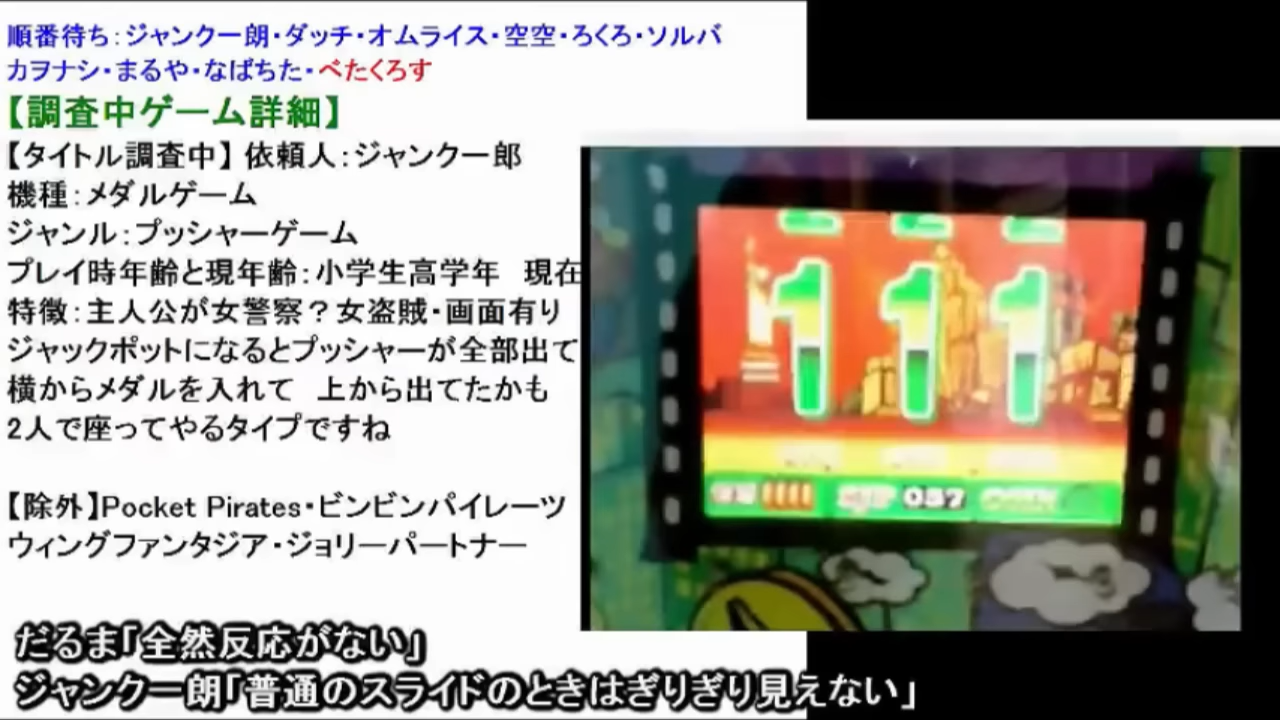 順番待ち：ジャンク一朗・ダッチ・オムライス・空空・ろくろ・ソルバ
カヲナシ・まるや・なばちた・べたくろす
【調査中ゲーム詳細】
【タイトル調査中】 依頼人：ジャンク一郎
機種：メダルゲーム
ジャンル：プッシャーゲーム
プレイ時年齢と現年齢：小学生高学年　現在
特徴：主人公が女警察？女盗賊・画面有り
ジャックポットになるとプッシャーが全部出て
横からメダルを入れて　上から出てたかも
2人で座ってやるタイプですね
【除外】Pocket Pirates・ビンビンパイレーツ
ウィングファンタジア・ジョリーパートナー
1 1 1
057
だるま「全然反応がない」
ジャンク一朗「普通のスライドのときはぎりぎり見えない」